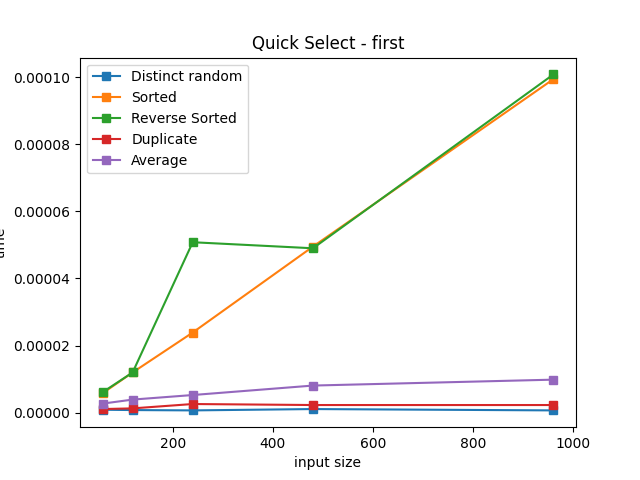 Quick Select - first
Distinct random
Sorted
Reverse Sorted
Duplicate
Average
0.00010
0.00008
0.00006
0.00004
0.00002
0.00000
200
400
600
800
1000
input size